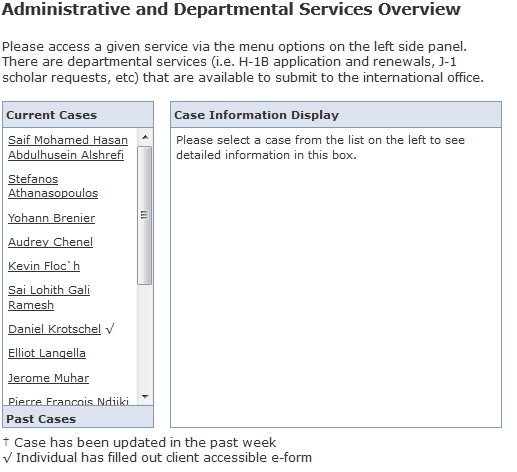 Administrative and Departmental Services Overview
Please access a given service via the menu options on the left side panel.
There are departmental services (i.e. H-1B application and renewals, J-1
scholar requests, etc) that are available to submit to the international office.
Current Cases
Saif Mohamed Hasan
Abdulhusein Alshrefi
Stefanos
Athanasopoulos
Yohann Brenier
Audrey Chenel
Kevin Floc`h
Sai Lohith Gali
Ramesh
Daniel Krotschel √
Elliot Langella
Jerome Muhar
Pierre Francois Ndjiki
Past Cases
Case Information Display
Please select a case from the list on the left to see
detailed information in this box.
† Case has been updated in the past week
√ Individual has filled out client accessible e-form